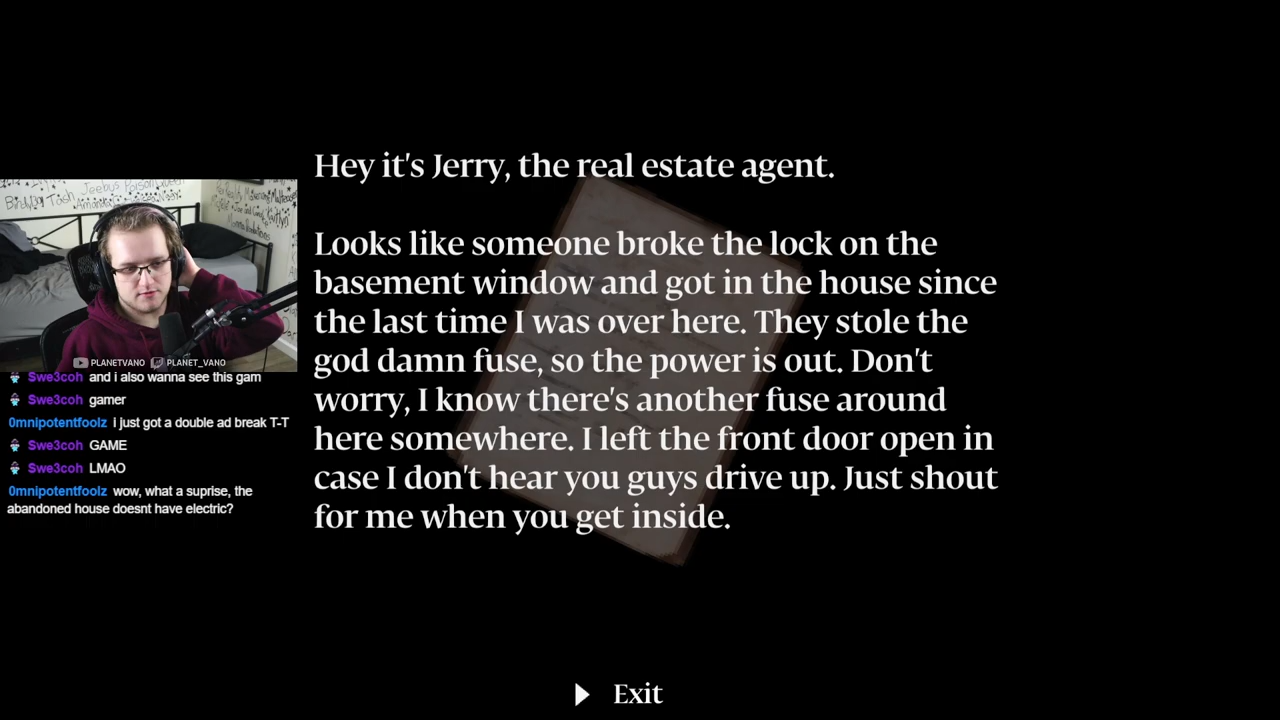 Hey it's Jerry, the real estate agent.
Looks like someone broke the lock on the
basement window and got in the house since
the last time I was over here. They stole the
god damn fuse, so the power is out. Don't
worry, I know there's another fuse around
here somewhere. I left the front door open in
case I don't hear you guys drive up. Just shout
for me when you get inside.
Exit
Jeebus
PLANETVANO PLANET_VANO
Swe3coh and i also wanna see this gam
Swe3coh gamer
0mnipotentfoolz I just got a double ad break T-T
Swe3coh GAME
Swe3coh LMAO
0mnipotentfoolz wow, what a suprise, the
abandoned house doesnt have electric?